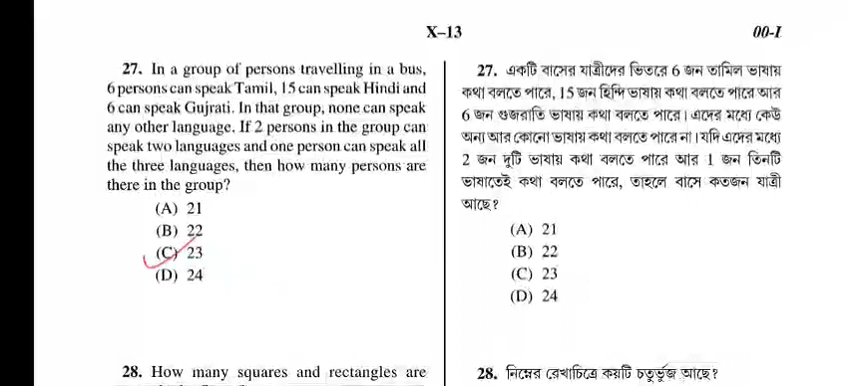 X–13
00-I
27. In a group of persons travelling in a bus,
6 persons can speak Tamil, 15 can speak Hindi and
6 can speak Gujrati. In that group, none can speak
any other language. If 2 persons in the group can
speak two languages and one person can speak all
the three languages, then how many persons are
there in the group?
(A) 21
(B) 22
(C) 23
(D) 24
28. How many squares and rectangles are
27. একটি বাসের যাত্রীদের ভিতরে 6 জন তামিল ভাষায়
কথা বলতে পারে, 15 জন হিন্দি ভাষায় কথা বলতে পারে আর
6 জন গুজরাতি ভাষায় কথা বলতে পারে। এদের মধ্যে কেউ
অন্য আর কোনো ভাষায় কথা বলতে পারে না। যদি এদের মধ্যে
2 জন দুটি ভাষায় কথা বলতে পারে আর 1 জন তিনটি
ভাষাতেই কথা বলতে পারে, তাহলে বাসে কতজন যাত্রী
আছে?
(A) 21
(B) 22
(C) 23
(D) 24
28. নিম্নের রেখাচিত্রে কয়টি চতুর্ভুজ আছে?